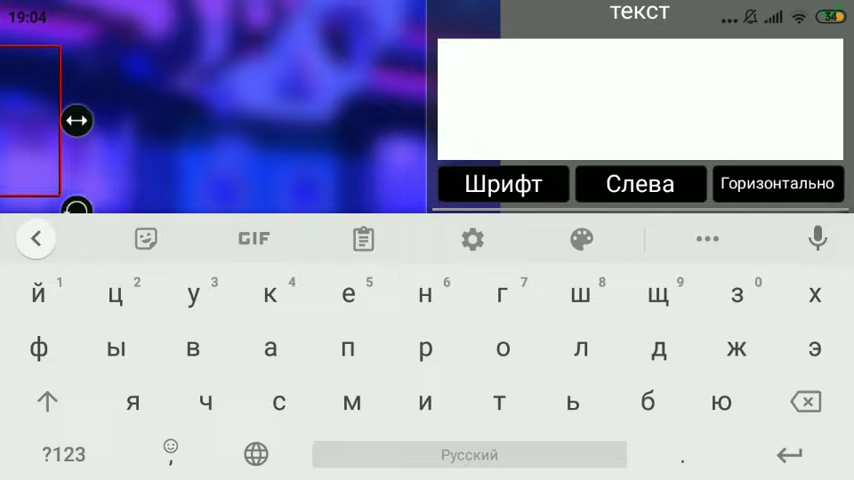 19:04
текст
34
Шрифт Слева Горизонтально
GIF
й 1 ц 2 у 3 к 4 е 5 н 6 г 7 ш 8 щ 9 з 0 х
ф ы в а п р о л д ж э
я ч с м и т ь б ю
?123 , Русский .